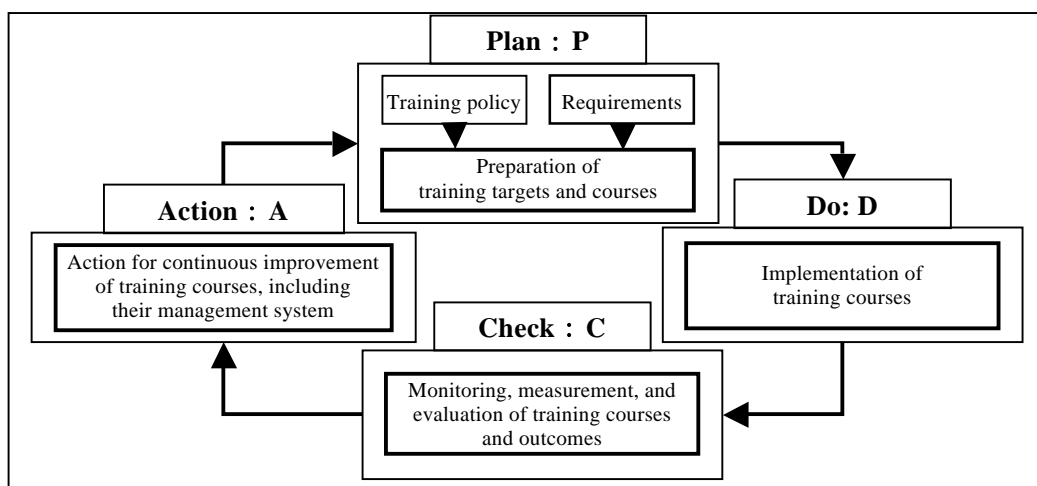 Plan : P
Training policy
Requirements
Preparation of
training targets and courses
Action : A
Action for continuous improvement
of training courses, including
their management system
Do: D
Implementation of
training courses
Check : C
Monitoring, measurement, and
evaluation of training courses
and outcomes